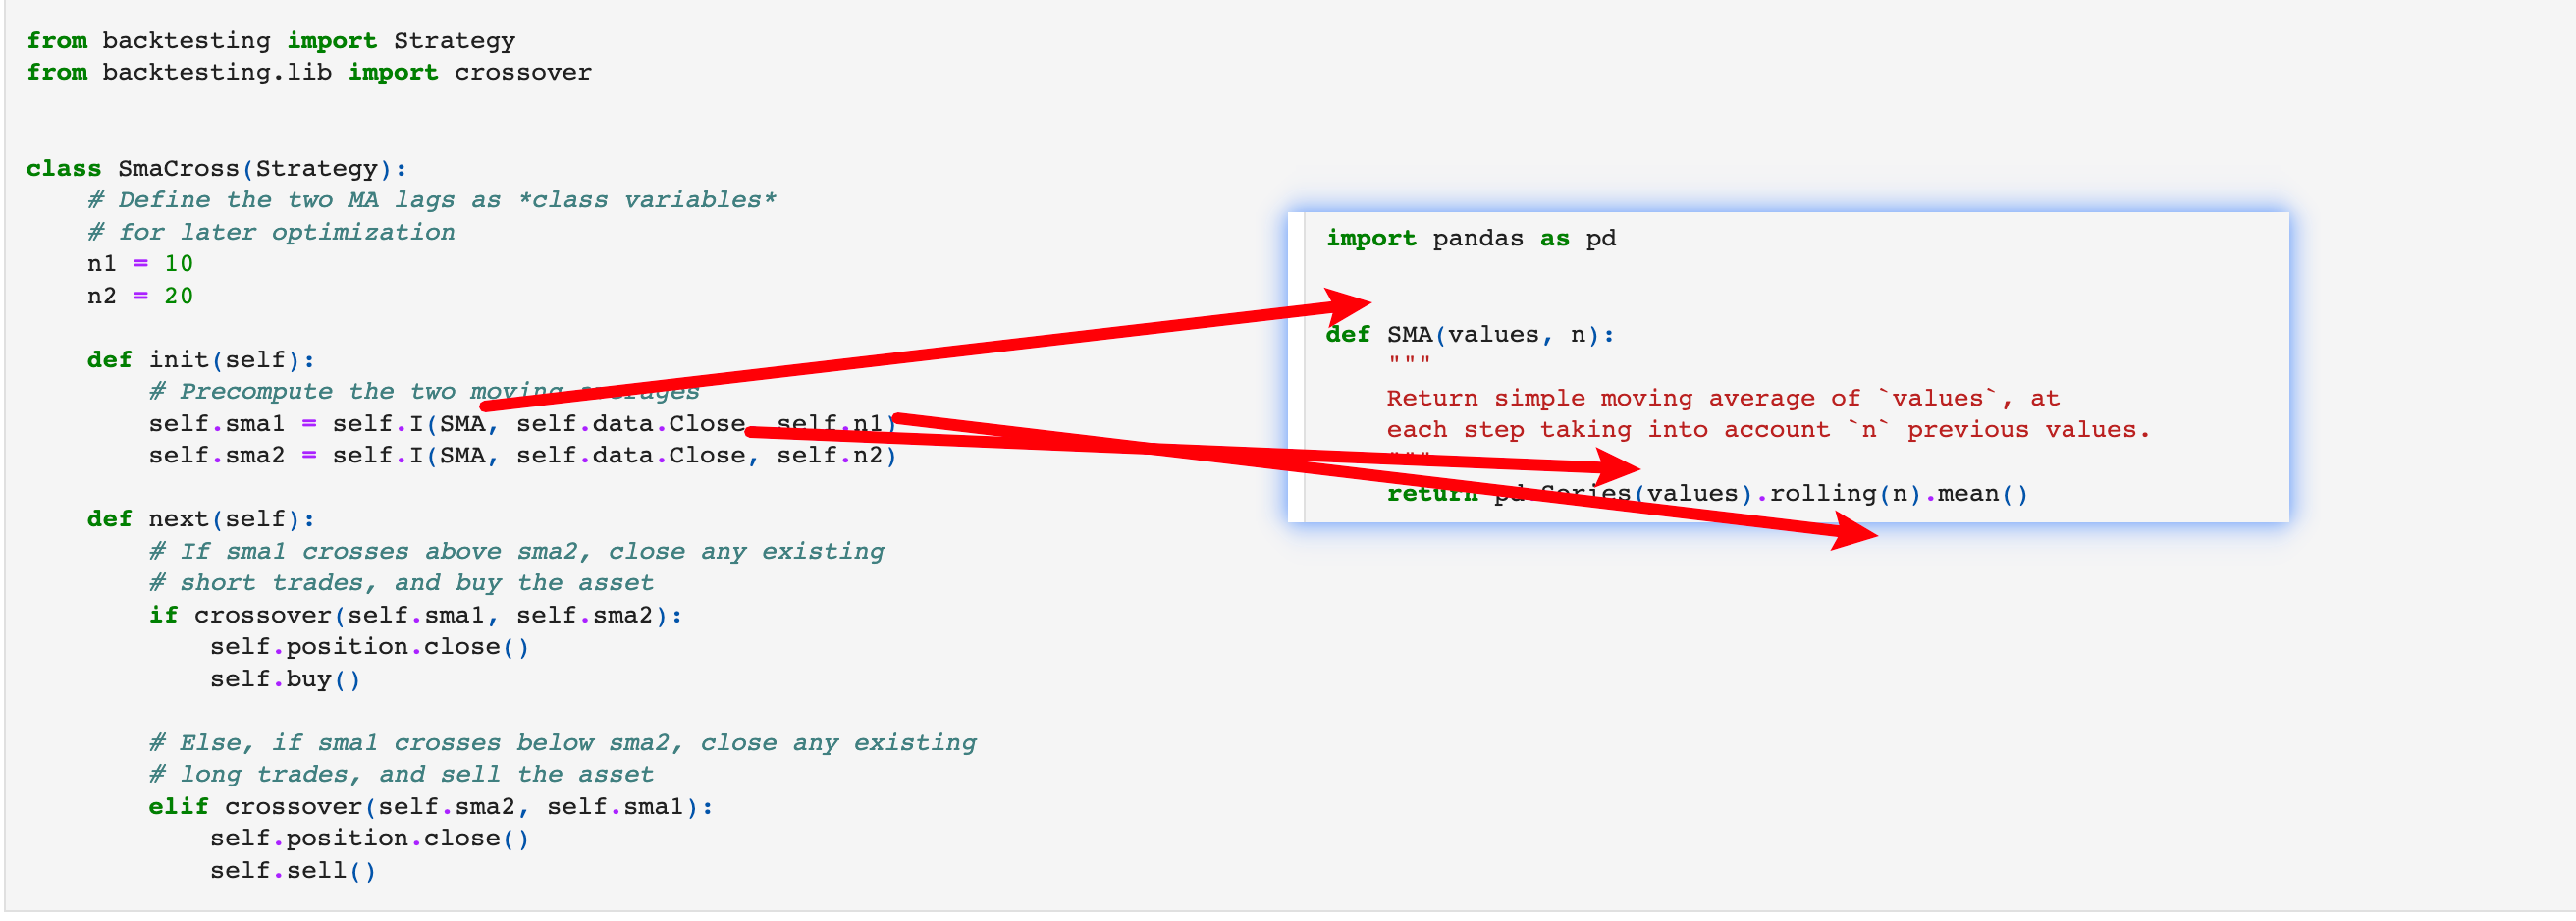 from backtesting import Strategy
from backtesting.lib import crossover
class SmaCross(Strategy):
# Define the two MA lags as *class variables*
# for later optimization
n1 = 10
n2 = 20
def init(self):
# Precompute the two moving averages
self.sma1 = self.I(SMA, self.data.Close, self.n1)
self.sma2 = self.I(SMA, self.data.Close, self.n2)
def next(self):
# If sma1 crosses above sma2, close any existing
# short trades, and buy the asset
if crossover(self.sma1, self.sma2):
self.position.close()
self.buy()
# Else, if sma1 crosses below sma2, close any existing
# long trades, and sell the asset
elif crossover(self.sma2, self.sma1):
self.position.close()
self.sell()
import pandas as pd
def SMA(values, n):
"""
Return simple moving average of `values`, at
each step taking into account `n` previous values.
"""
return pd.Series(values).rolling(n).mean()